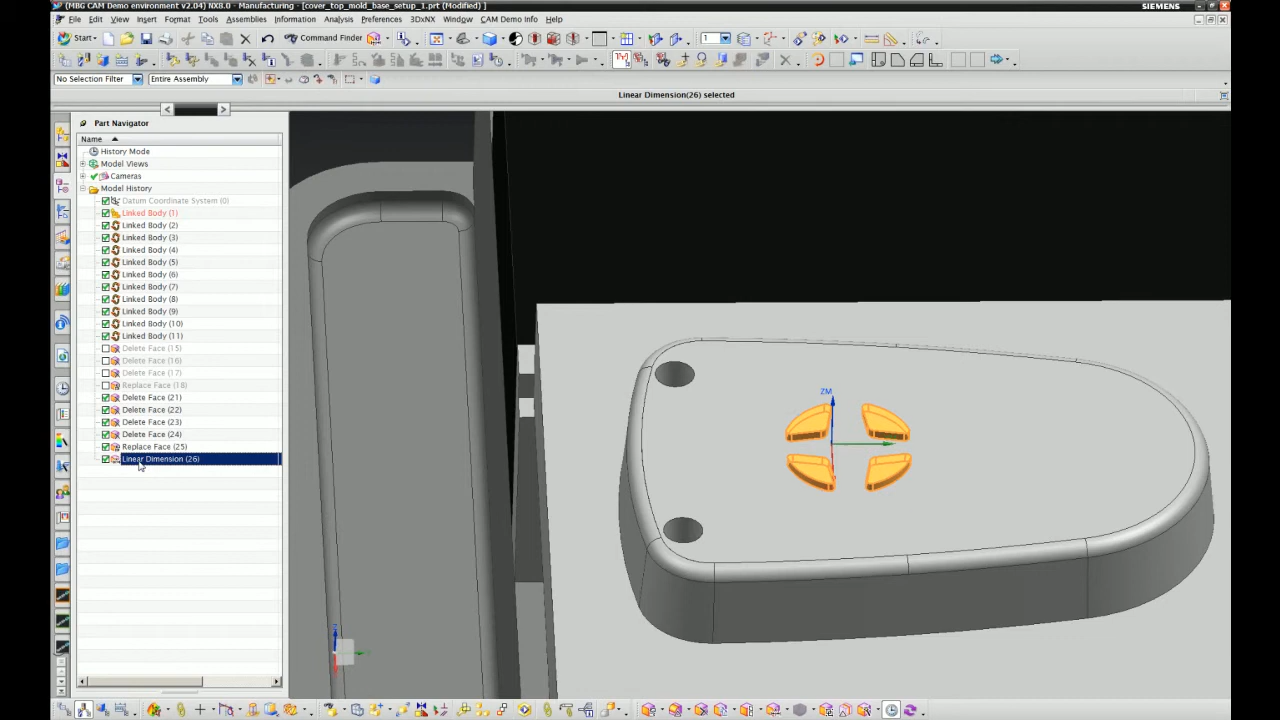 (MBG CAM Demo environment v2.04) NX8.0 - Manufacturing - [cover_top_mold_base_setup_1.prt (Modified) ]
SIEMENS
File Edit View Insert Format Tools Assemblies Information Analysis Preferences 3DxNX Window CAM Demo Info Help
Start Command Finder 1
No Selection Filter Entire Assembly
Linear Dimension(26) selected
Part Navigator
Name
History Mode
Model Views
Cameras
Model History
Datum Coordinate System (0)
Linked Body (1)
Linked Body (2)
Linked Body (3)
Linked Body (4)
Linked Body (5)
Linked Body (6)
Linked Body (7)
Linked Body (8)
Linked Body (9)
Linked Body (10)
Linked Body (11)
Delete Face (15)
Delete Face (16)
Delete Face (17)
Replace Face (18)
Delete Face (21)
Delete Face (22)
Delete Face (23)
Delete Face (24)
Replace Face (25)
Linear Dimension (26)
ZM